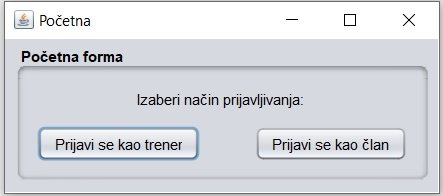 Početna
Početna forma
Izaberi način prijavljivanja:
Prijavi se kao trener
Prijavi se kao član